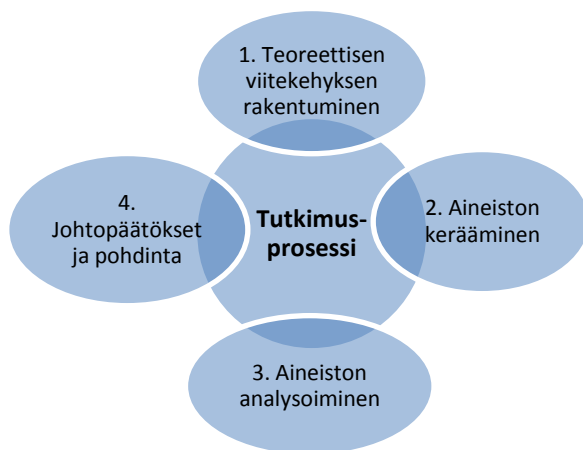 1. Teoreettisen
viitekehyksen
rakentuminen
2. Aineiston
kerääminen
3. Aineiston
analysoiminen
4.
Johtopäätökset
ja pohdinta
Tutkimus-
prosessi